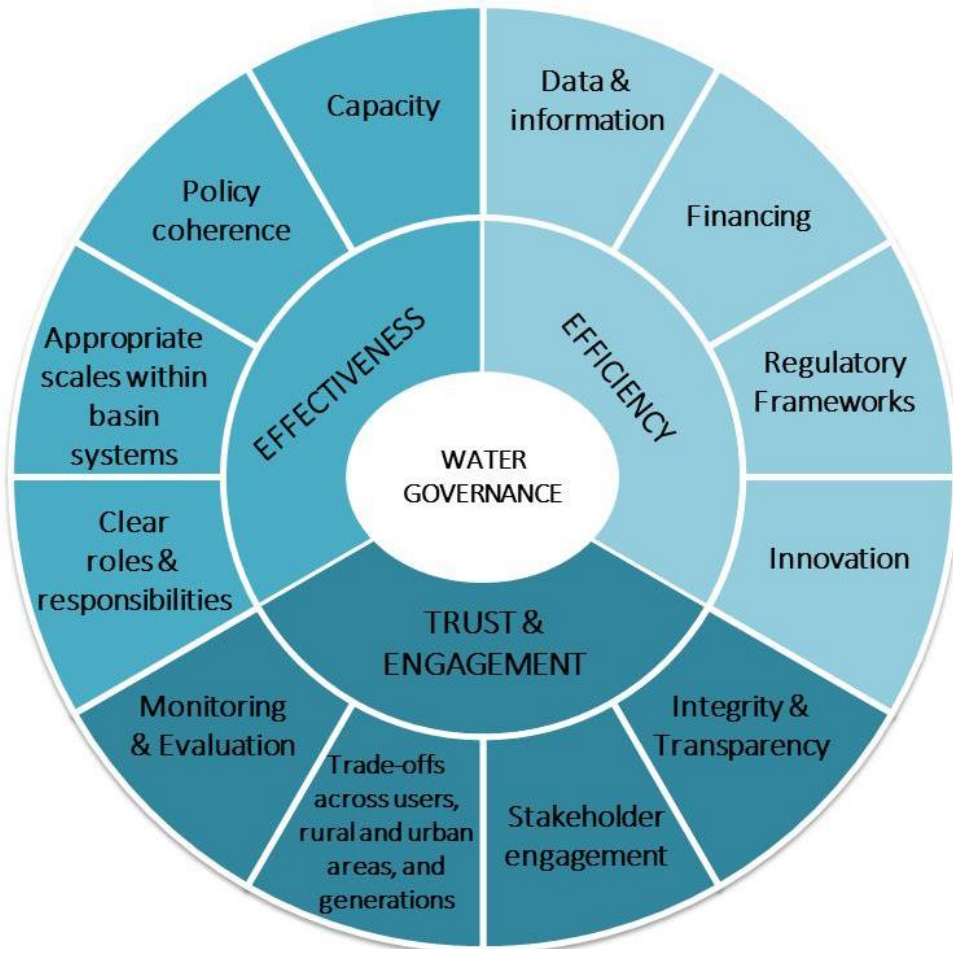 Capacity
Data &
information
Financing
Regulatory
Frameworks
Innovation
Integrity &
Transparency
Stakeholder
engagement
Trade-offs
across users,
rural and urban
areas, and
generations
Monitoring
& Evaluation
Clear
roles &
responsibilities
Appropriate
scales within
basin
systems
Policy
coherence
EFFECTIVENESS
EFFICIENCY
TRUST &
ENGAGEMENT
WATER
GOVERNANCE